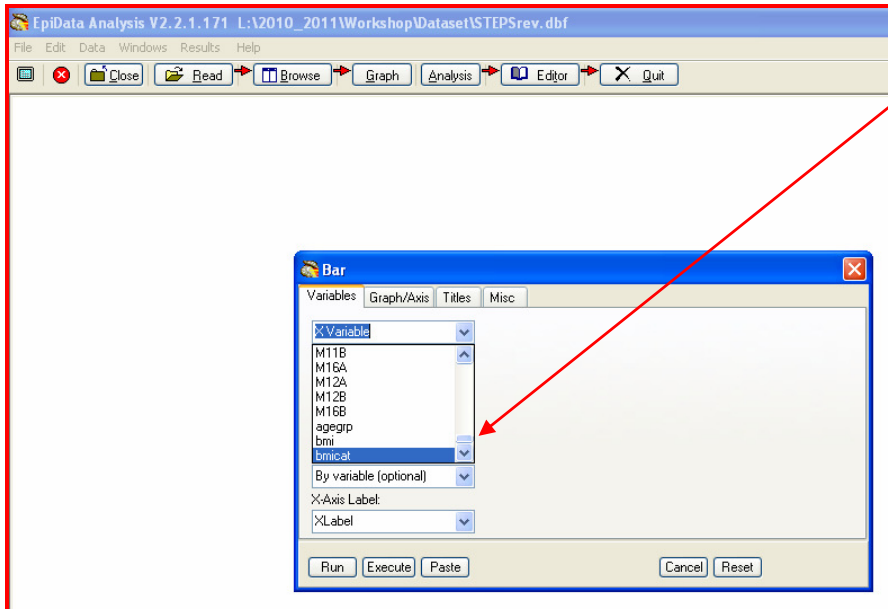 EpiData Analysis V2.2.1.171 L:\2010_2011\Workshop\Dataset\STEPSrev.dbf
File Edit Data Windows Results Help
Close Read Browse Graph Analysis Editor Quit
Bar
Variables Graph/Axis Titles Misc
X Variable
M11B
M16A
M12A
M12B
M16B
agegrp
bmi
bmicat
By variable (optional)
X-Axis Label:
XLabel
Run Execute Paste Cancel Reset